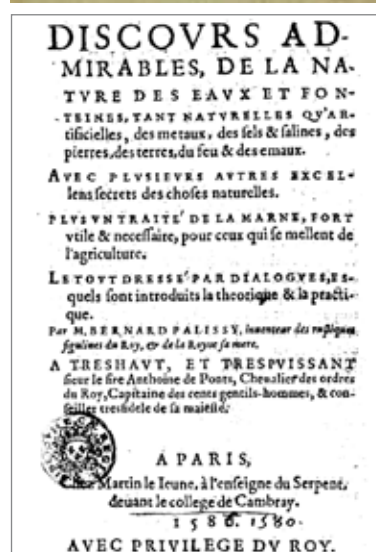 DISCOVRS AD-
MIRABLES, DE LA NA-
TVRE DES EAVX ET FON-
TEINES, TANT NATVRELLES QV'AR-
tificielles, des metaux, des sels & salines, des
pierres, des terres, du feu & des emaux.
AVEC PLVSIEVRS AVTRES EXCEL-
lens secrets des choses naturelles.
PLVS VN TRAITÉ DE LA MARNE, FORT
vtile & necessaire, pour ceux qui se mellent de
l'agriculture.
LE TOVT DRESSÉ PAR DIALOGVES, ES-
quels sont introduits la theorique & la practi-
que.
Par M. BERNARD PALISSY, inuenteur des rustiques
figulines du Roy, & de la Royne sa mere.
A TRESHAVT, ET TRESPVISSANT
sieur le sire Anthoine de Ponts, Cheualier des ordres
du Roy, Capitaine des cents gentils-hommes, & con-
seiller tresfidele de sa maiesté.
A PARIS,
Chez Martin le Ieune, à l'enseigne du Serpent,
deuant le college de Cambray.
1580. 1580.
AVEC PRIVILEGE DV ROY.